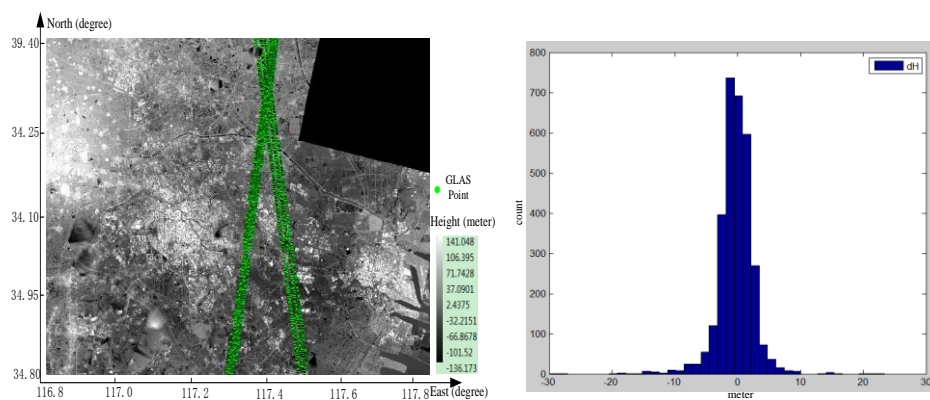 North (degree)
39.40
34.25
34.10
34.95
34.80
116.8 117.0 117.2 117.4 117.6 117.8
East (degree)
GLAS
Point
Height (meter)
141.048
106.395
71.7428
37.0901
2.4375
-32.2151
-66.8678
-101.52
-136.173
800
700
600
500
400
300
200
100
0
count
-30 -20 -10 0 10 20 30
meter
dH